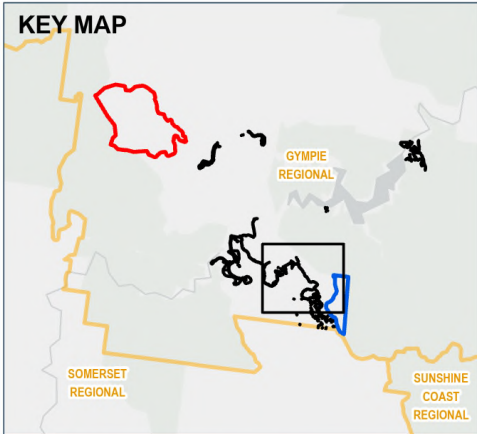 KEY MAP
GYMPIE
REGIONAL
SOMERSET
REGIONAL
SUNSHINE
COAST
REGIONAL